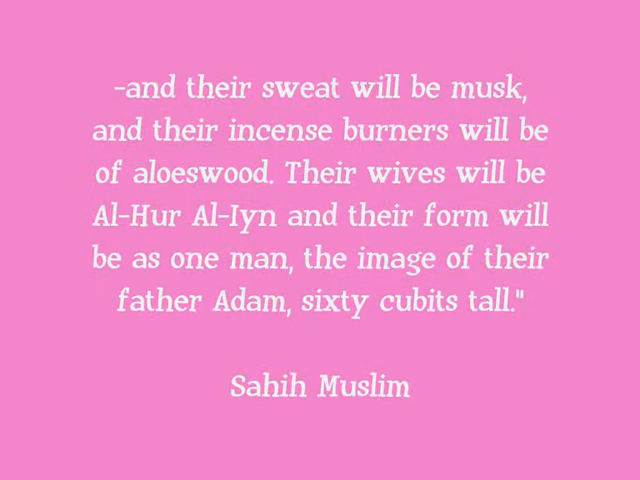 -and their sweat will be musk,
and their incense burners will be
of aloeswood. Their wives will be
Al-Hur Al-Iyn and their form will
be as one man, the image of their
father Adam, sixty cubits tall."
Sahih Muslim